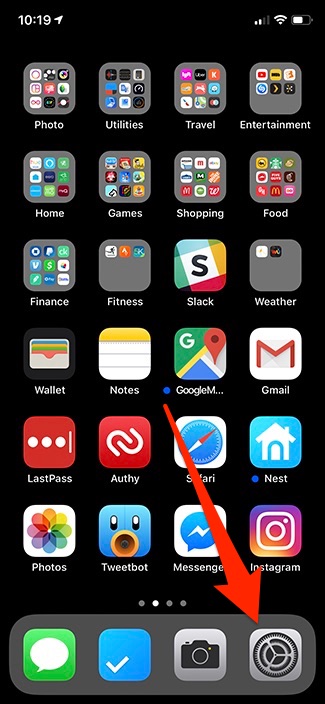 10:19
Photo
Utilities
Travel
Entertainment
Home
Games
Shopping
Food
Finance
Fitness
Slack
Weather
Wallet
Notes
GoogleM...
Gmail
LastPass
Authy
Safari
Nest
Photos
Tweetbot
Messenge
Instagram